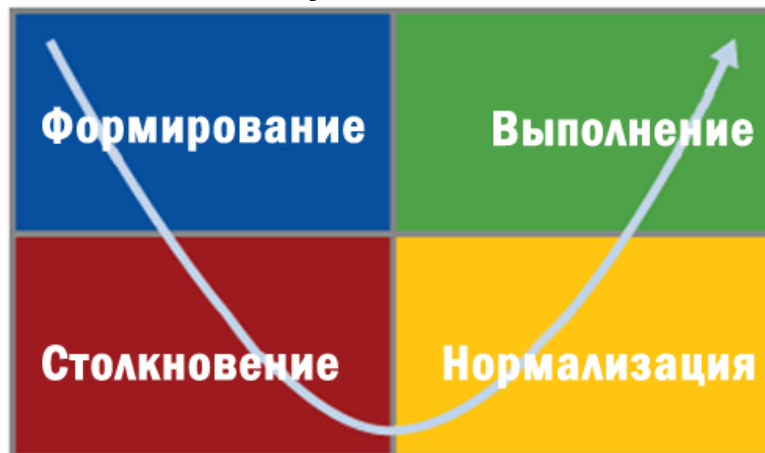 Формирование
Выполнение
Столкновение
Нормализация